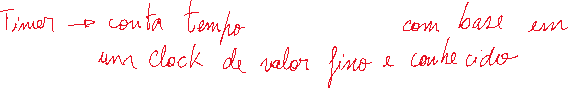 Timer → conta tempo com base em
um clock de valor fixo e conhecido